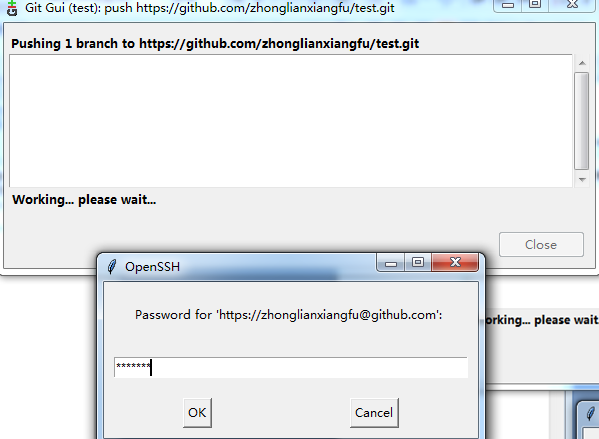 Git Gui (test): push https://github.com/zhonglianxiangfu/test.git
Pushing 1 branch to https://github.com/zhonglianxiangfu/test.git
Working... please wait...
Close
OpenSSH
Password for 'https://zhonglianxiangfu@github.com':
orking... please wait
*******
OK
Cancel